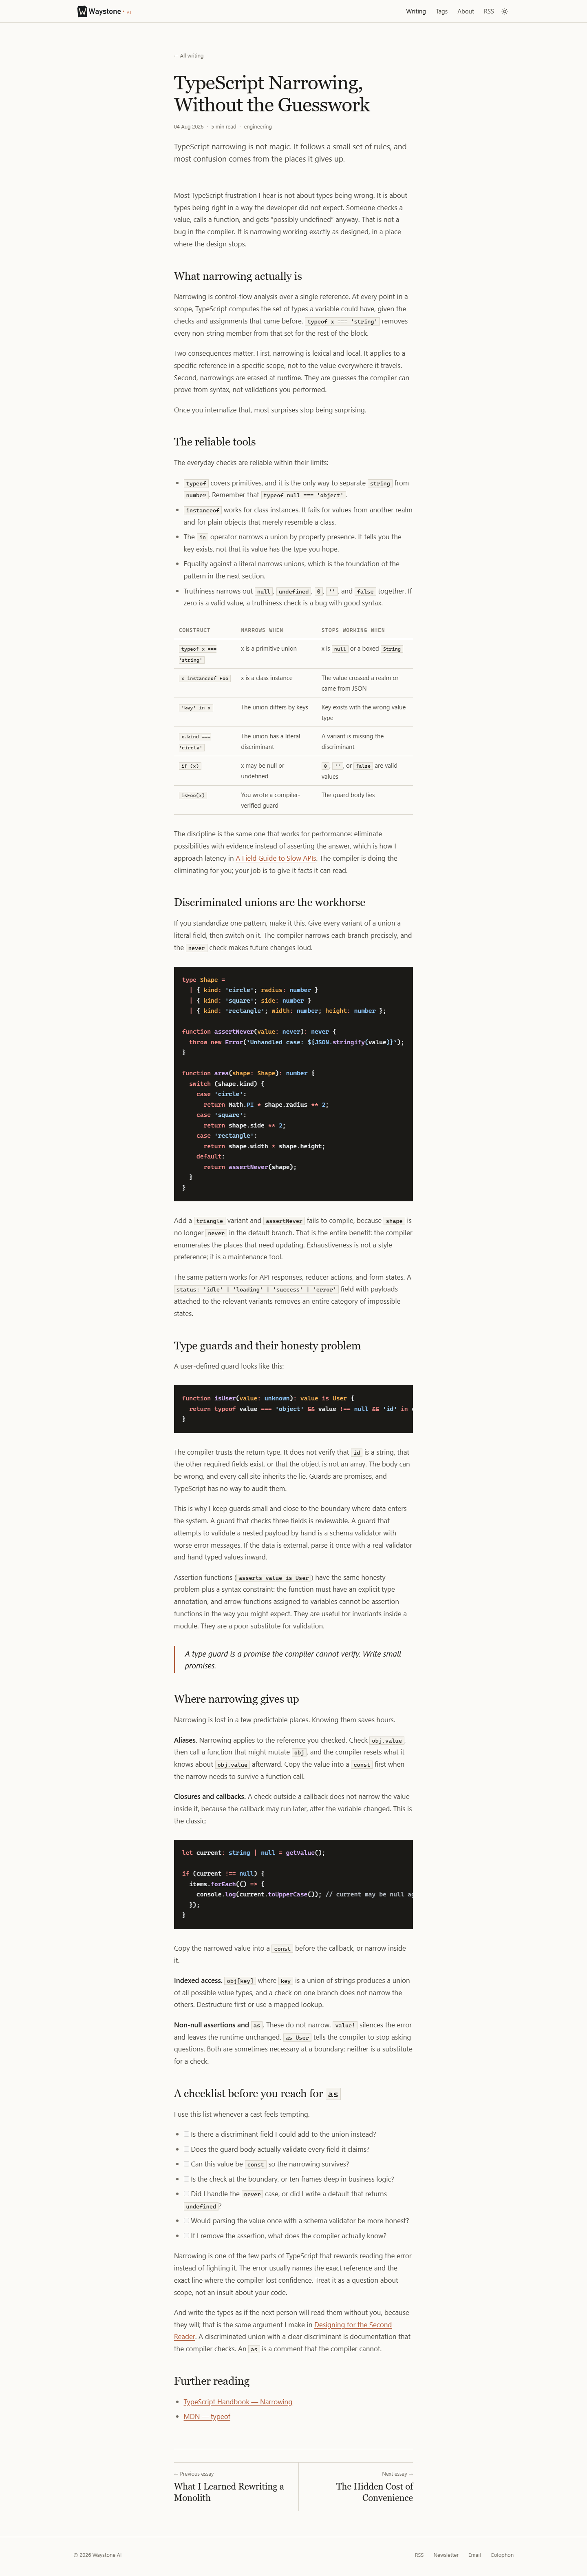 Waystone · AI
Writing Tags About RSS
← All writing
TypeScript Narrowing,
Without the Guesswork
04 Aug 2026 · 5 min read · engineering
TypeScript narrowing is not magic. It follows a small set of rules, and
most confusion comes from the places it gives up.
Most TypeScript frustration I hear is not about types being wrong. It is about
types being right in a way the developer did not expect. Someone checks a
value, calls a function, and gets "possibly undefined" anyway. That is not a
bug in the compiler. It is narrowing working exactly as designed, in a place
where the design stops.
What narrowing actually is
Narrowing is control-flow analysis over a single reference. At every point in a
scope, TypeScript computes the set of types a variable could have, given the
checks and assignments that came before. typeof x === 'string' removes
every non-string member from that set for the rest of the block.
Two consequences matter. First, narrowing is lexical and local. It applies to a
specific reference in a specific scope, not to the value everywhere it travels.
Second, narrowings are erased at runtime. They are guesses the compiler can
prove from syntax, not validations you performed.
Once you internalize that, most surprises stop being surprising.
The reliable tools
The everyday checks are reliable within their limits:
• typeof covers primitives, and it is the only way to separate string from
number. Remember that typeof null === 'object'.
• instanceof works for class instances. It fails for values from another realm
and for plain objects that merely resemble a class.
• The in operator narrows a union by property presence. It tells you the
key exists, not that its value has the type you hope.
• Equality against a literal narrows unions, which is the foundation of the
pattern in the next section.
• Truthiness narrows out null, undefined, 0, '', and false together. If
zero is a valid value, a truthiness check is a bug with good syntax.
CONSTRUCT NARROWS WHEN STOPS WORKING WHEN
typeof x === 'string' x is a primitive union x is null or a boxed String
x instanceof Foo x is a class instance The value crossed a realm or came from JSON
'key' in x The union differs by keys Key exists with the wrong value type
x.kind === 'circle' The union has a literal discriminant A variant is missing the discriminant
if (x) x may be null or undefined 0, '', or false are valid values
isFoo(x) You wrote a compiler-verified guard The guard body lies
The discipline is the same one that works for performance: eliminate
possibilities with evidence instead of asserting the answer, which is how I
approach latency in A Field Guide to Slow APIs. The compiler is doing the
eliminating for you; your job is to give it facts it can read.
Discriminated unions are the workhorse
If you standardize one pattern, make it this. Give every variant of a union a
literal field, then switch on it. The compiler narrows each branch precisely, and
the never check makes future changes loud.
type Shape =
| { kind: 'circle'; radius: number }
| { kind: 'square'; side: number }
| { kind: 'rectangle'; width: number; height: number };
function assertNever(value: never): never {
throw new Error(`Unhandled case: ${JSON.stringify(value)}`);
}
function area(shape: Shape): number {
switch (shape.kind) {
case 'circle':
return Math.PI * shape.radius ** 2;
case 'square':
return shape.side ** 2;
case 'rectangle':
return shape.width * shape.height;
default:
return assertNever(shape);
}
}
Add a triangle variant and assertNever fails to compile, because shape is
no longer never in the default branch. That is the entire benefit: the compiler
enumerates the places that need updating. Exhaustiveness is not a style
preference; it is a maintenance tool.
The same pattern works for API responses, reducer actions, and form states. A
status: 'idle' | 'loading' | 'success' | 'error' field with payloads
attached to the relevant variants removes an entire category of impossible
states.
Type guards and their honesty problem
A user-defined guard looks like this:
function isUser(value: unknown): value is User {
return typeof value === 'object' && value !== null && 'id' in
}
The compiler trusts the return type. It does not verify that id is a string, that
the other required fields exist, or that the object is not an array. The body can
be wrong, and every call site inherits the lie. Guards are promises, and
TypeScript has no way to audit them.
This is why I keep guards small and close to the boundary where data enters
the system. A guard that checks three fields is reviewable. A guard that
attempts to validate a nested payload by hand is a schema validator with
worse error messages. If the data is external, parse it once with a real validator
and hand typed values inward.
Assertion functions (asserts value is User) have the same honesty
problem plus a syntax constraint: the function must have an explicit type
annotation, and arrow functions assigned to variables cannot be assertion
functions in the way you might expect. They are useful for invariants inside a
module. They are a poor substitute for validation.
A type guard is a promise the compiler cannot verify. Write small
promises.
Where narrowing gives up
Narrowing is lost in a few predictable places. Knowing them saves hours.
Aliases. Narrowing applies to the reference you checked. Check obj.value,
then call a function that might mutate obj, and the compiler resets what it
knows about obj.value afterward. Copy the value into a const first when
the narrow needs to survive a function call.
Closures and callbacks. A check outside a callback does not narrow the value
inside it, because the callback may run later, after the variable changed. This is
the classic:
let current: string | null = getValue();
if (current !== null) {
items.forEach(() => {
console.log(current.toUpperCase()); // current may be null
});
}
Copy the narrowed value into a const before the callback, or narrow inside
it.
Indexed access. obj[key] where key is a union of strings produces a union
of all possible value types, and a check on one branch does not narrow the
others. Destructure first or use a mapped lookup.
Non-null assertions and as. These do not narrow. value! silences the error
and leaves the runtime unchanged. as User tells the compiler to stop asking
questions. Both are sometimes necessary at a boundary; neither is a substitute
for a check.
A checklist before you reach for as
I use this list whenever a cast feels tempting.
• Is there a discriminant field I could add to the union instead?
• Does the guard body actually validate every field it claims?
• Can this value be const so the narrowing survives?
• Is the check at the boundary, or ten frames deep in business logic?
• Did I handle the never case, or did I write a default that returns
undefined?
• Would parsing the value once with a schema validator be more honest?
• If I remove the assertion, what does the compiler actually know?
Narrowing is one of the few parts of TypeScript that rewards reading the error
instead of fighting it. The error usually names the exact reference and the
exact line where the compiler lost confidence. Treat it as a question about
scope, not an insult about your code.
And write the types as if the next person will read them without you, because
they will; that is the same argument I make in Designing for the Second
Reader. A discriminated union with a clear discriminant is documentation that
the compiler checks. An as is a comment that the compiler cannot.
Further reading
• TypeScript Handbook — Narrowing
• MDN — typeof
← Previous essay
What I Learned Rewriting a
Monolith
Next essay →
The Hidden Cost of
Convenience
© 2026 Waystone AI
RSS Newsletter Email Colophon